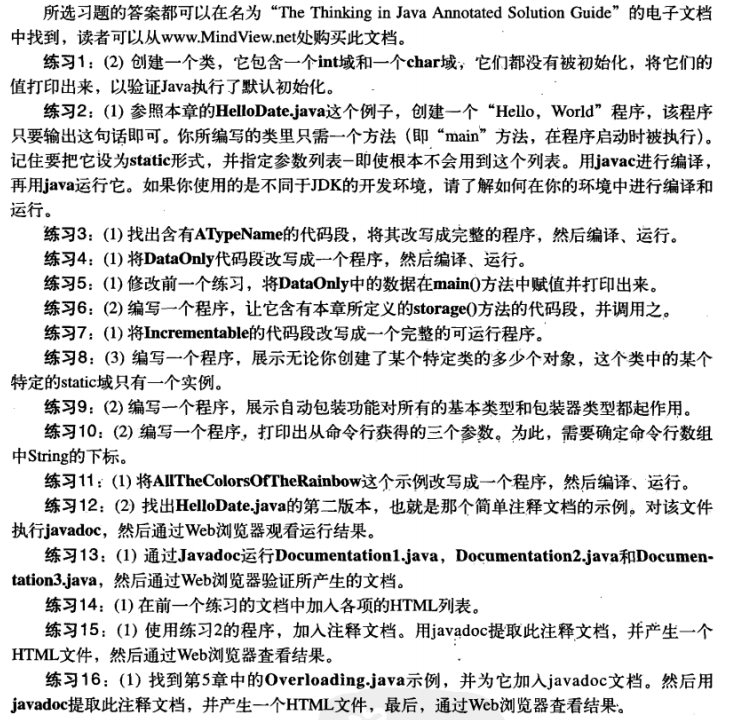 所选习题的答案都可以在名为“The Thinking in Java Annotated Solution Guide”的电子文档
中找到，读者可以从www.MindView.net处购买此文档。
练习1：(2) 创建一个类，它包含一个int域和一个char域，它们都没有被初始化，将它们的
值打印出来，以验证Java执行了默认初始化。
练习2：(1) 参照本章的HelloDate.java这个例子，创建一个“Hello，World”程序，该程序
只要输出这句话即可。你所编写的类里只需一个方法（即“main”方法，在程序启动时被执行）。
记住要把它设为static形式，并指定参数列表–即使根本不会用到这个列表。用javac进行编译，
再用java运行它。如果你使用的是不同于JDK的开发环境，请了解如何在你的环境中进行编译和
运行。
练习3：(1) 找出含有ATypeName的代码段，将其改写成完整的程序，然后编译、运行。
练习4：(1) 将DataOnly代码段改写成一个程序，然后编译、运行。
练习5：(1) 修改前一个练习，将DataOnly中的数据在main()方法中赋值并打印出来。
练习6：(2) 编写一个程序，让它含有本章所定义的storage()方法的代码段，并调用之。
练习7：(1) 将Incrementable的代码段改写成一个完整的可运行程序。
练习8：(3) 编写一个程序，展示无论你创建了某个特定类的多少个对象，这个类中的某个
特定的static域只有一个实例。
练习9：(2) 编写一个程序，展示自动包装功能对所有的基本类型和包装器类型都起作用。
练习10：(2) 编写一个程序，打印出从命令行获得的三个参数。为此，需要确定命令行数组
中String的下标。
练习11：(1) 将AllTheColorsOfTheRainbow这个示例改写成一个程序，然后编译、运行。
练习12：(2) 找出HelloDate.java的第二版本，也就是那个简单注释文档的示例。对该文件
执行javadoc，然后通过Web浏览器观看运行结果。
练习13：(1) 通过Javadoc运行Documentation1.java，Documentation2.java和Documen-
tation3.java，然后通过Web浏览器验证所产生的文档。
练习14：(1) 在前一个练习的文档中加入各项的HTML列表。
练习15：(1) 使用练习2的程序，加入注释文档。用javadoc提取此注释文档，并产生一个
HTML文件，然后通过Web浏览器查看结果。
练习16：(1) 找到第5章中的Overloading.java示例，并为它加入javadoc文档。然后用
javadoc提取此注释文档，并产生一个HTML文件，最后，通过Web浏览器查看结果。